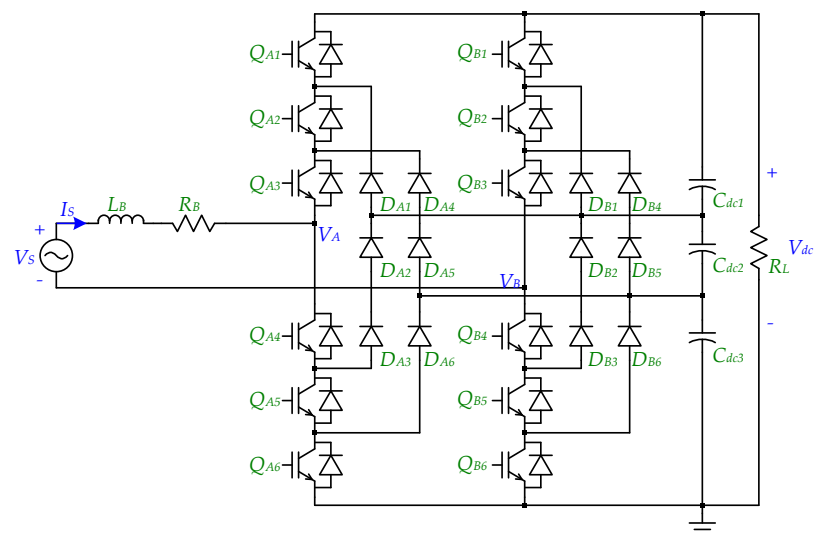 QA1
QB1
QA2
QB2
QA3
QB3
DA1
DA4
DB1
DB4
Cdc1
+
IS
LB
RB
+
VS
-
VA
VB
DA2
DA5
DB2
DB5
Cdc2
RL
Vdc
-
QA4
QB4
DA3
DA6
DB3
DB6
Cdc3
QA5
QB5
QA6
QB6